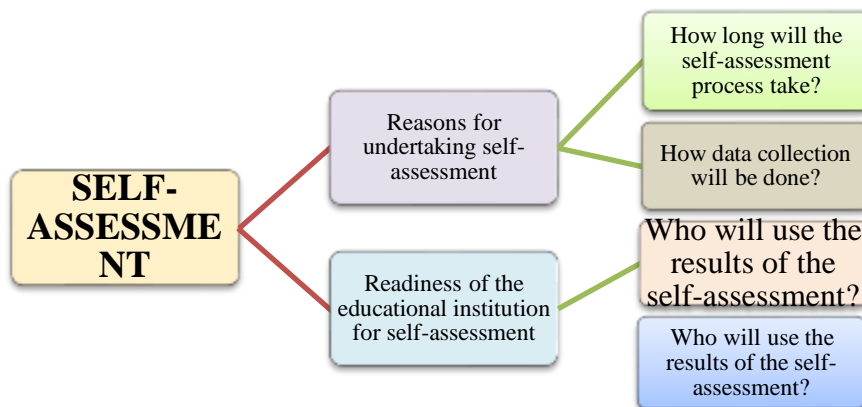 SELF-
ASSESSME
NT
Reasons for
undertaking self-
assessment
How long will the
self-assessment
process take?
How data collection
will be done?
Readiness of the
educational institution
for self-assessment
Who will use the
results of the
self-assessment?
Who will use the
results of the self-
assessment?